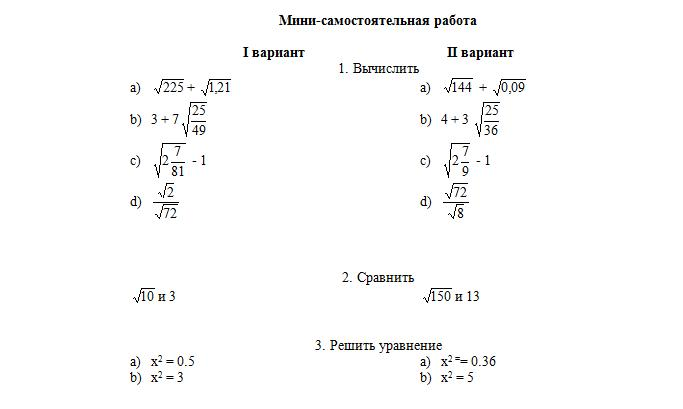 Мини-самостоятельная работа
I вариант II вариант
1. Вычислить
a) √225 + √1,21 a) √144 + √0,09
b) 3 + 7 √(25/49) b) 4 + 3 √(25/36)
c) √(2 7/81) - 1 c) √(2 7/9) - 1
d) √2/√72 d) √72/√8
2. Сравнить
√10 и 3 √150 и 13
3. Решить уравнение
a) x² = 0.5 a) x² ⁼= 0.36
b) x² = 3 b) x² = 5